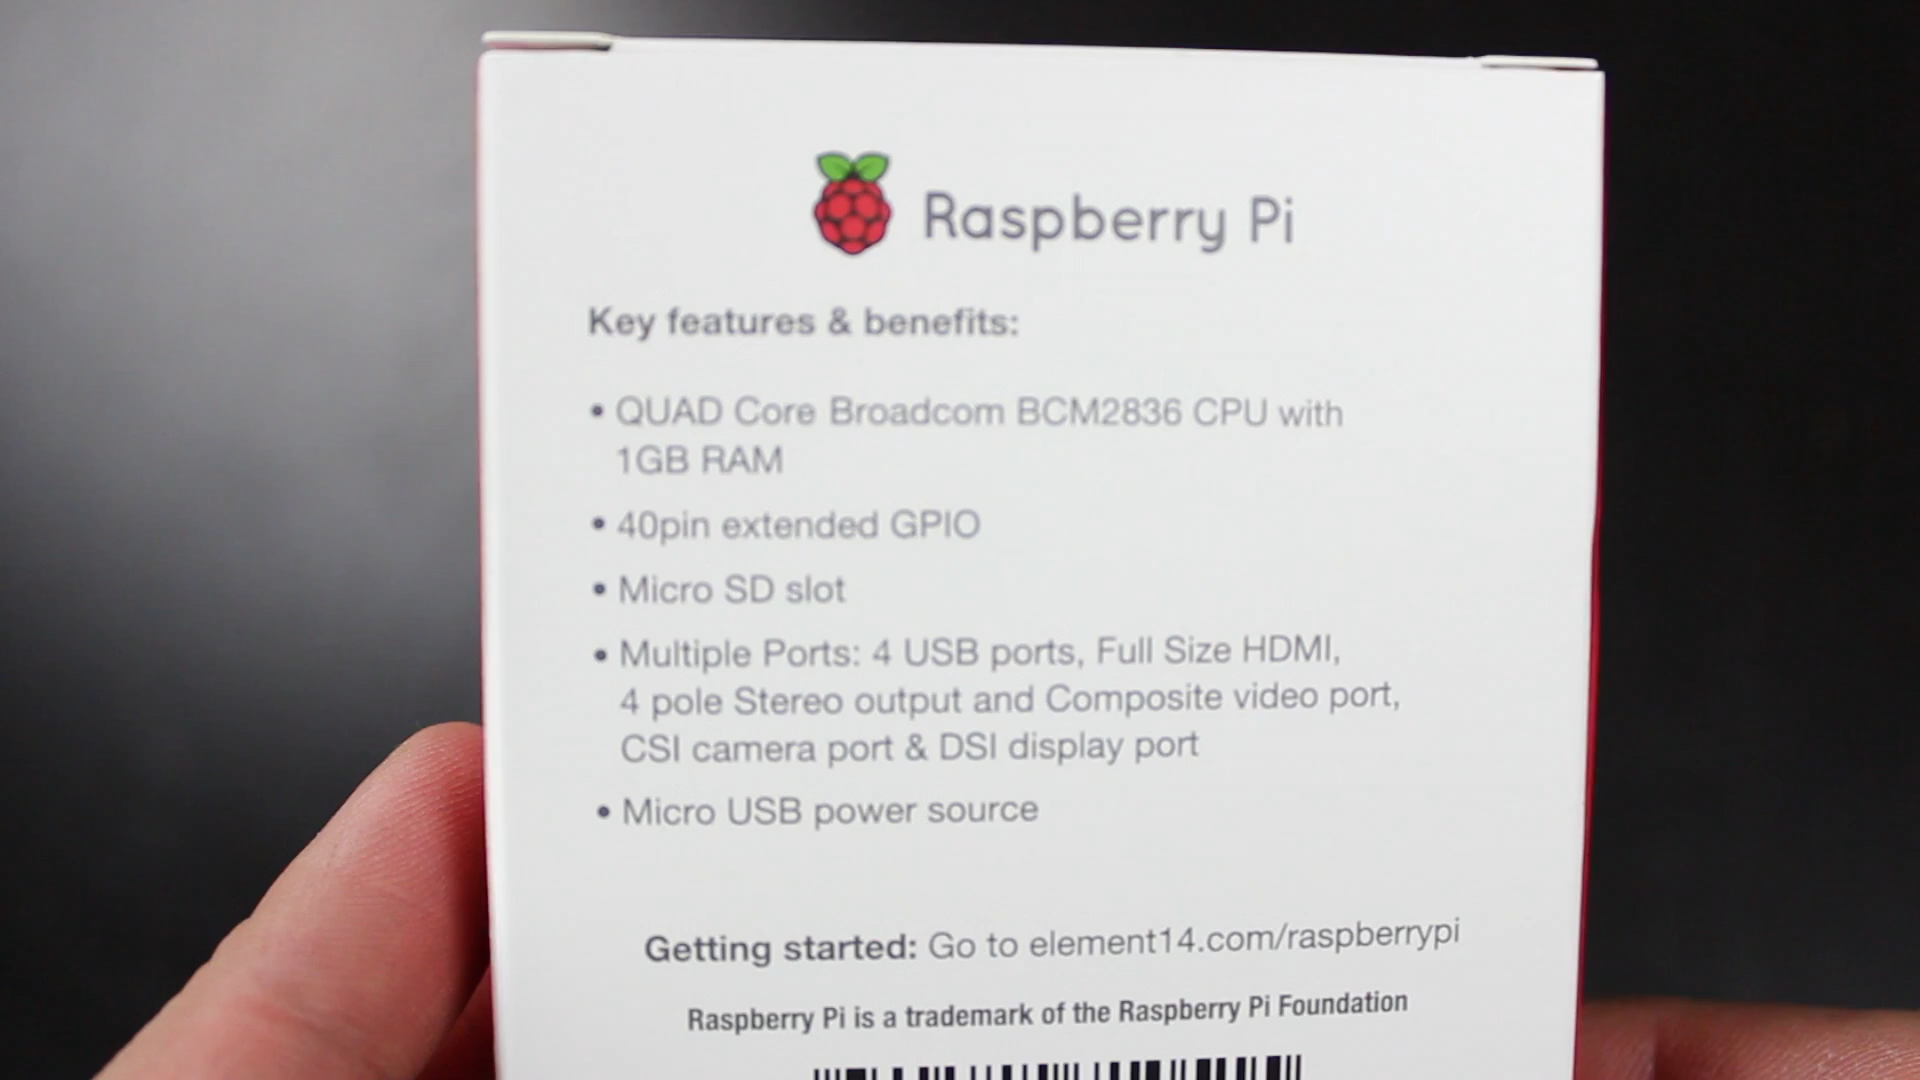 Raspberry Pi
Key features & benefits:
• QUAD Core Broadcom BCM2836 CPU with
1GB RAM
• 40pin extended GPIO
• Micro SD slot
• Multiple Ports: 4 USB ports, Full Size HDMI,
4 pole Stereo output and Composite video port,
CSI camera port & DSI display port
• Micro USB power source
Getting started: Go to element14.com/raspberrypi
Raspberry Pi is a trademark of the Raspberry Pi Foundation